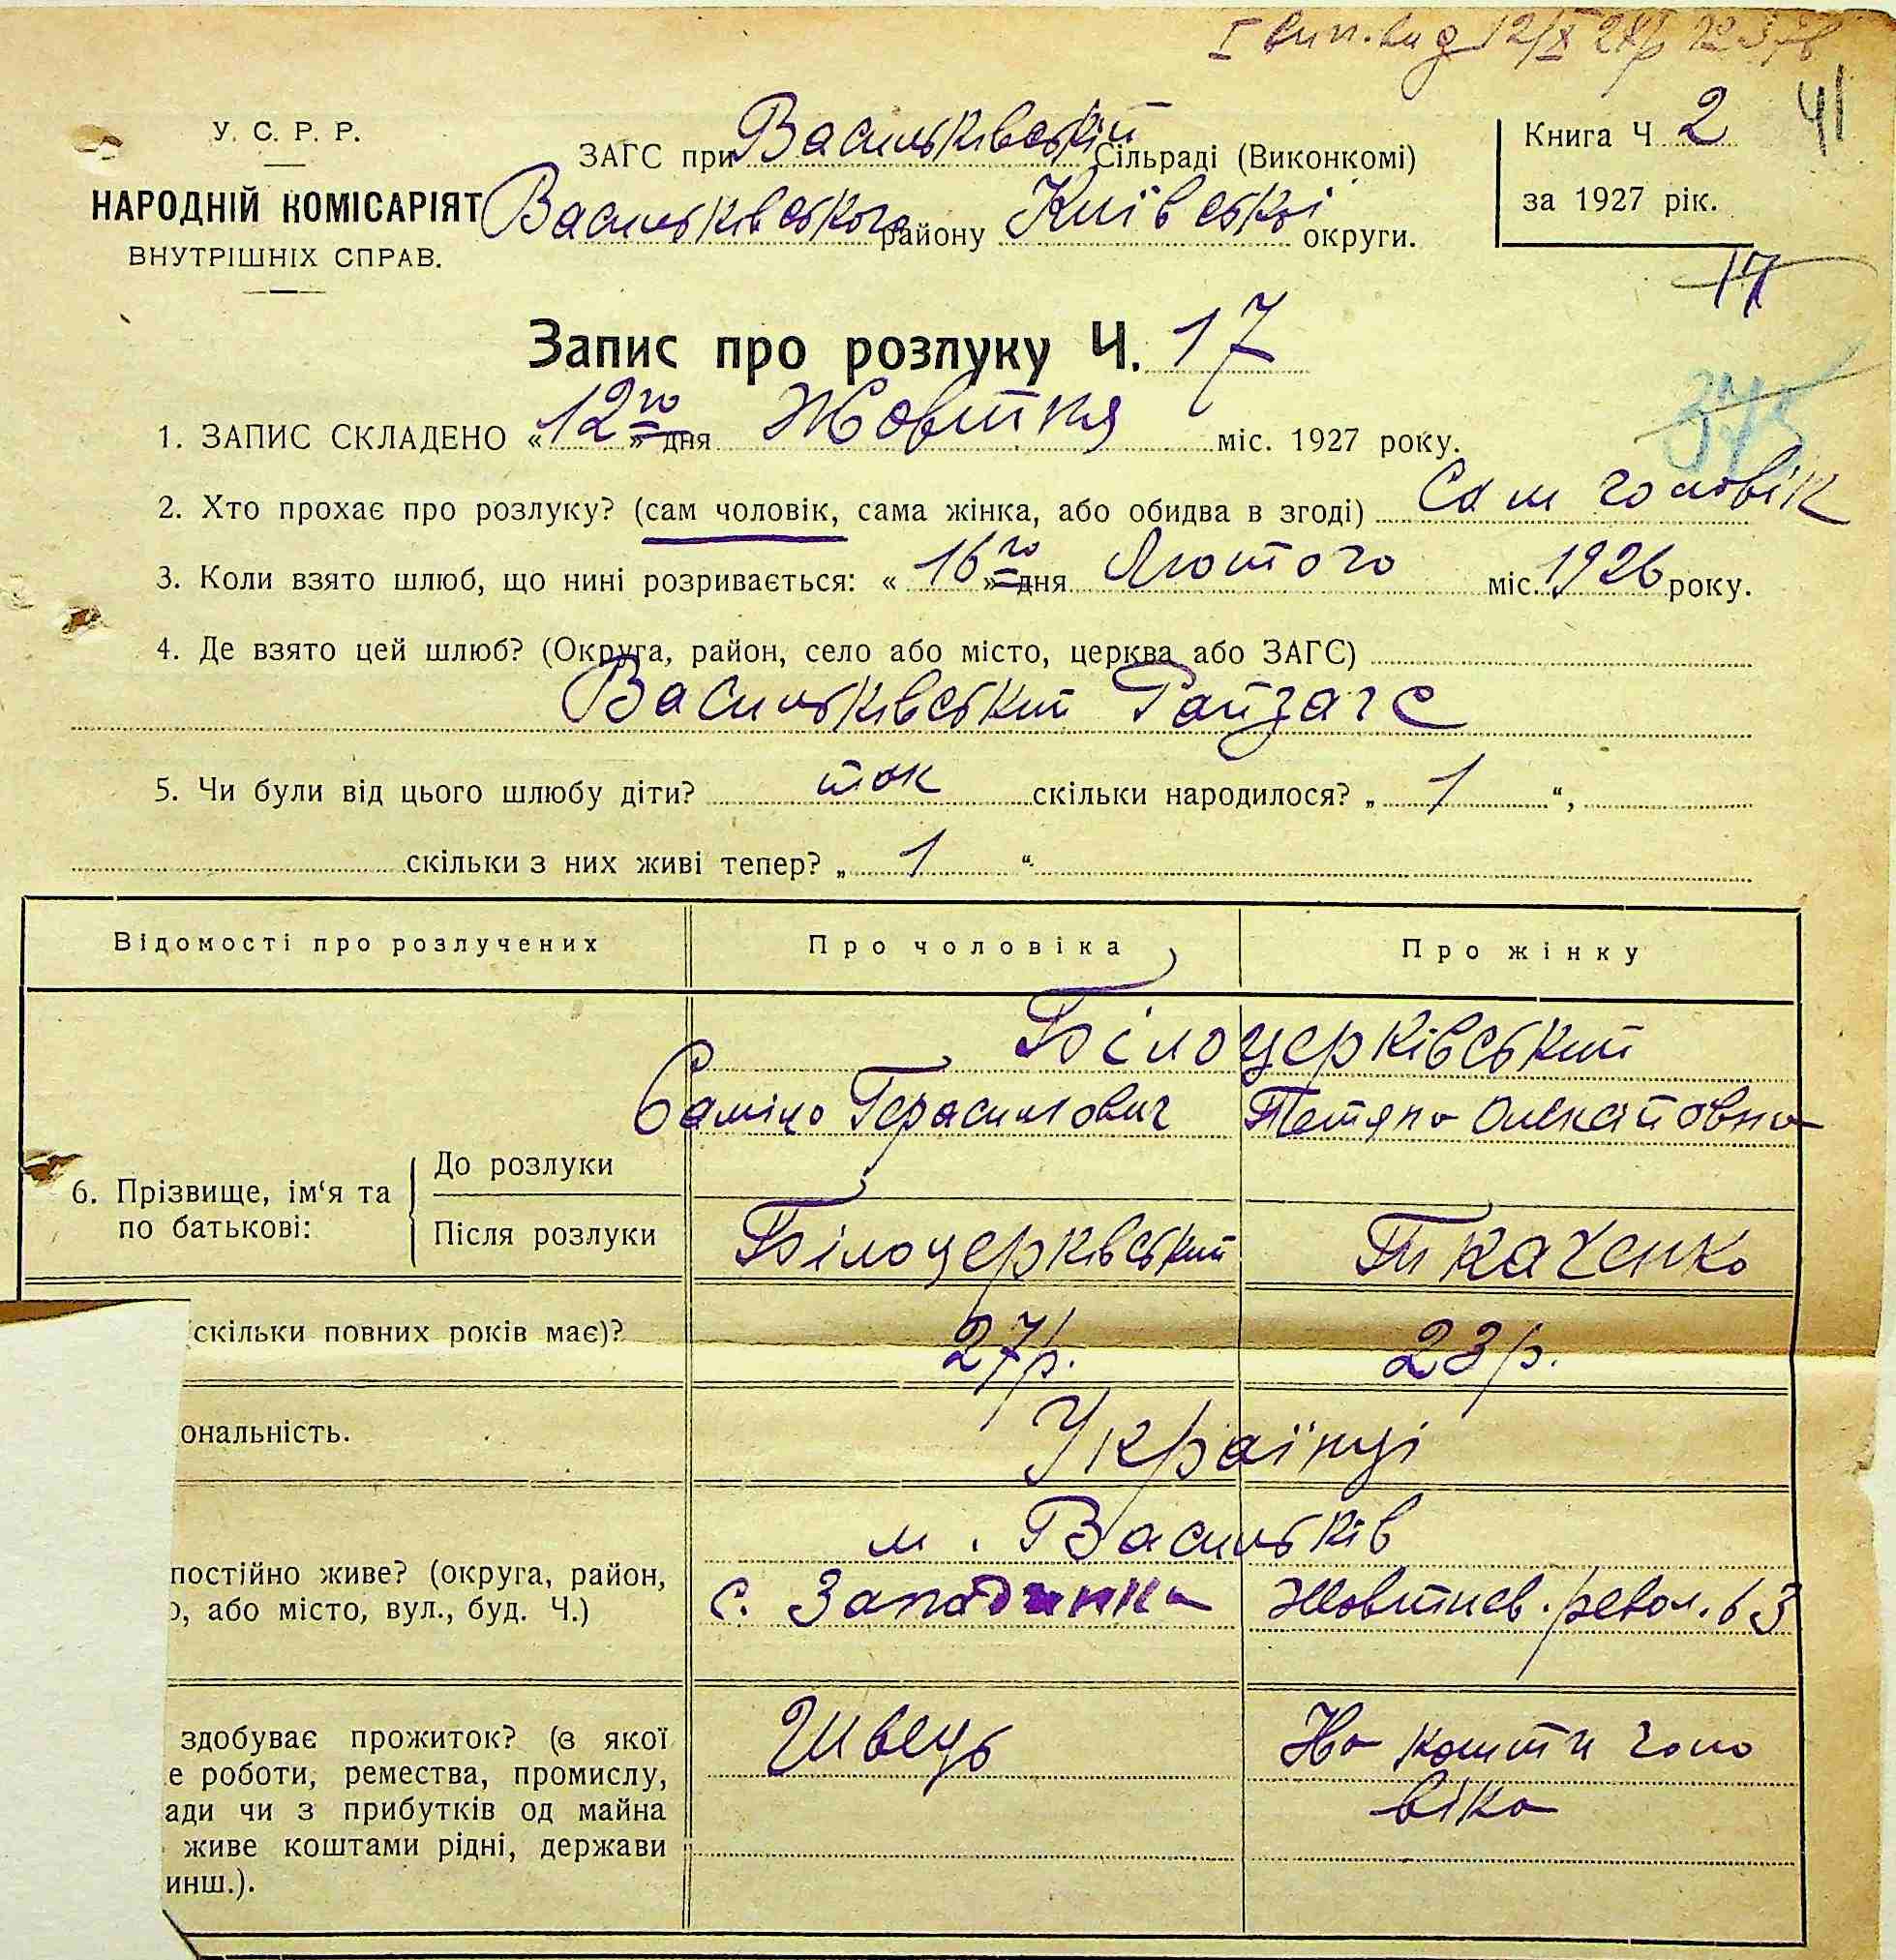 41
У. С. Р. Р.
НАРОДНІЙ КОМІСАРІЯТ
ВНУТРІШНІХ СПРАВ.
ЗАГС при Васильківській Сільраді (Виконкомі)
Васильківського району Київської округи.
Книга Ч 2
за 1927 рік.
17
Запис про розлуку Ч. 17
375
1. ЗАПИС СКЛАДЕНО «12го» дня Жовтня міс. 1927 року.
2. Хто прохає про розлуку? (сам чоловік, сама жінка, або обидва в згоді) Сам чоловік
3. Коли взято шлюб, що нині розривається: «16го» дня Лютого міс. 1926 року.
4. Де взято цей шлюб? (Округа, район, село або місто, церква або ЗАГС)
Васильківський Райзагс
5. Чи були від цього шлюбу діти? так скільки народилося? „ 1 “,
скільки з них живі тепер? „ 1 “
Відомості про розлучених Про чоловіка Про жінку
Білоцерківський
Герасимович Тетяна
6. Прізвище, ім‘я та по батькові: До розлуки
Після розлуки Білоцерківський Ткаченко
(скільки повних років має)? 27 р. 23 р.
ональність. Українці
м. Васильків
постійно живе? (округа, район, с. Западинка Жовтнев. револ. 63
о, або місто, вул., буд. Ч.)
здобуває прожиток? (з якої Швець На кошти чоло
е роботи, ремества, промислу, віка
ади чи з прибутків од майна
живе коштами рідні, держави
инш.).